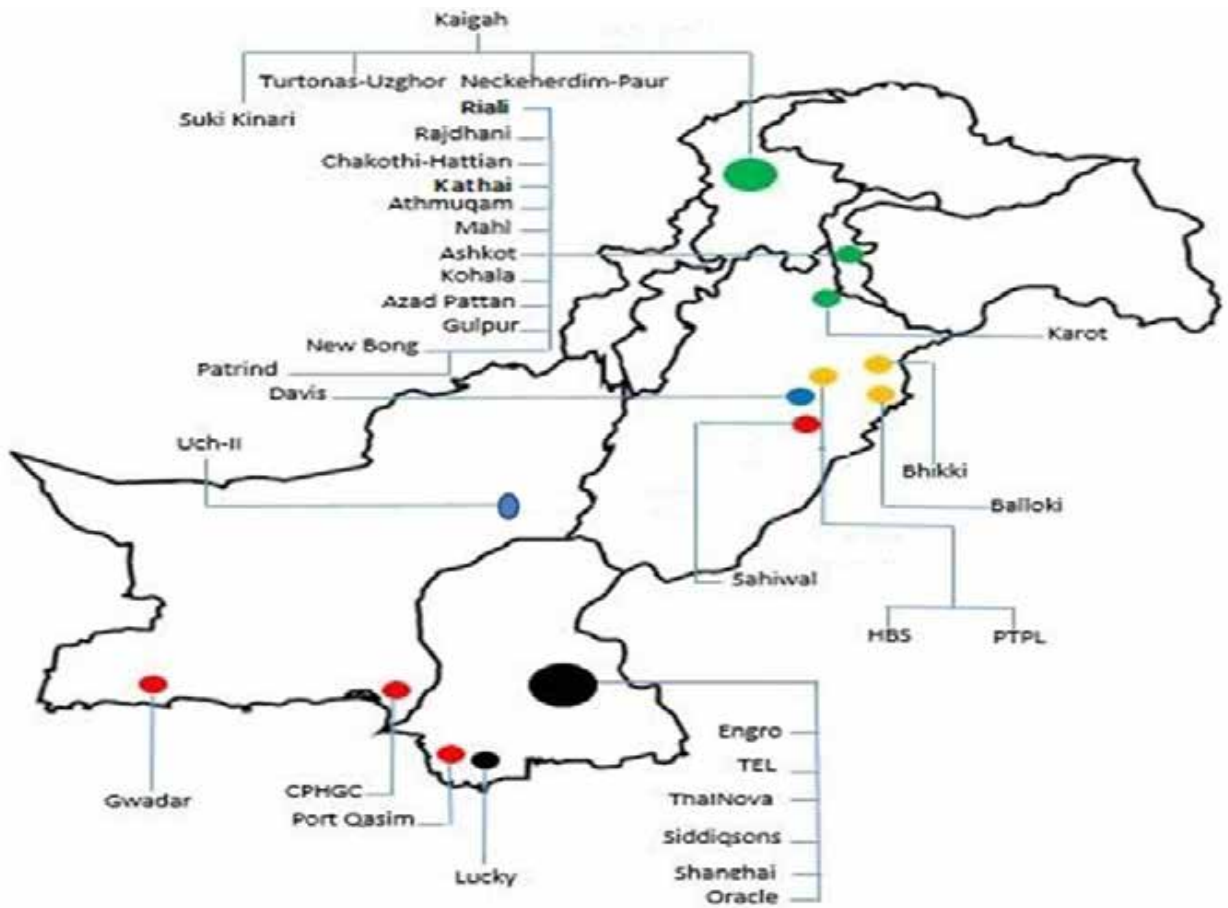 Kaigah
Turtonas-Uzghor
Neckeherdim-Paur
Suki Kinari
Riali
Rajdhani
Chakothi-Hattian
Kathai
Athmuqam
Mahl
Ashkot
Kohala
Azad Pattan
Gulpur
New Bong
Patrind
Davis
Uch-II
Karot
Bhikki
Balloki
Sahiwal
HBS
PTPL
Engro
TEL
ThalNova
Siddiqsons
Shanghai
Oracle
Gwadar
CPHGC
Port Qasim
Lucky